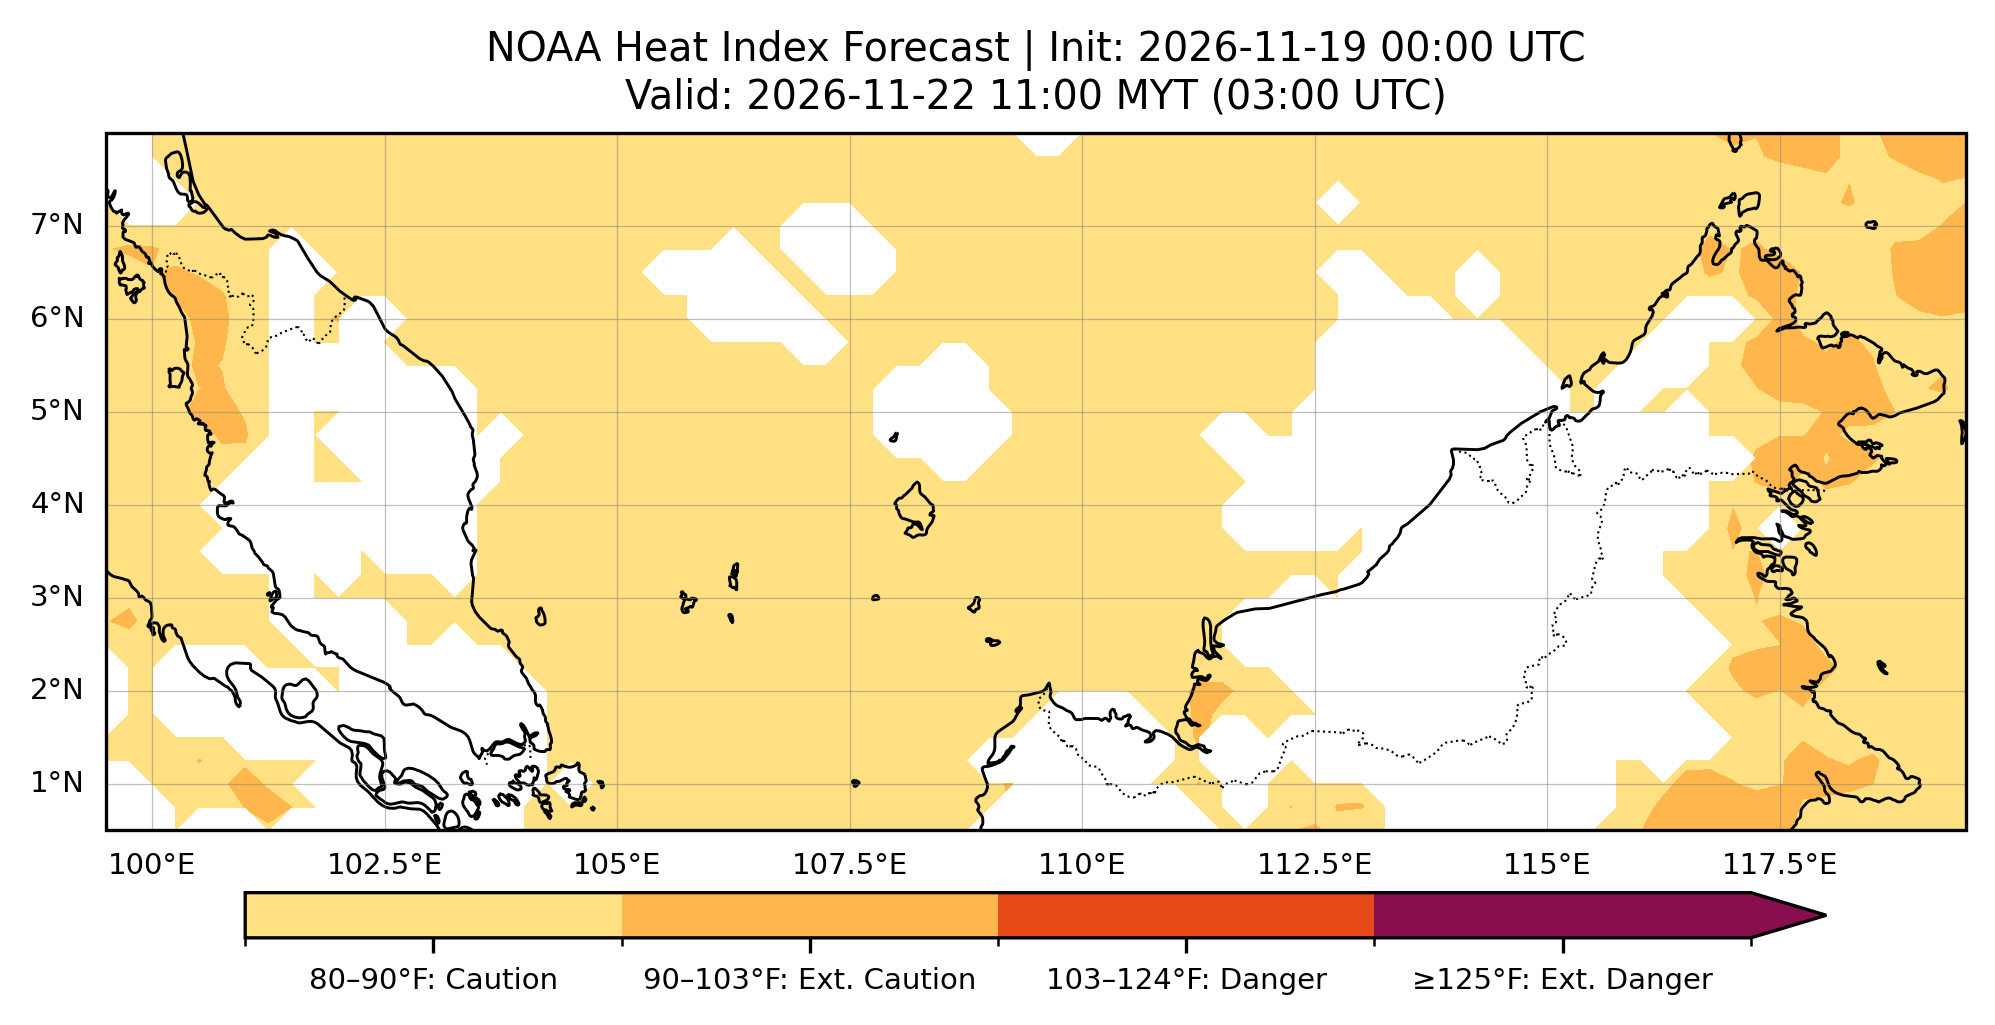 NOAA Heat Index Forecast | Init: 2026-11-19 00:00 UTC
Valid: 2026-11-22 11:00 MYT (03:00 UTC)
7°N
6°N
5°N
4°N
3°N
2°N
1°N
100°E 102.5°E 105°E 107.5°E 110°E 112.5°E 115°E 117.5°E
80–90°F: Caution 90–103°F: Ext. Caution 103–124°F: Danger ≥125°F: Ext. Danger